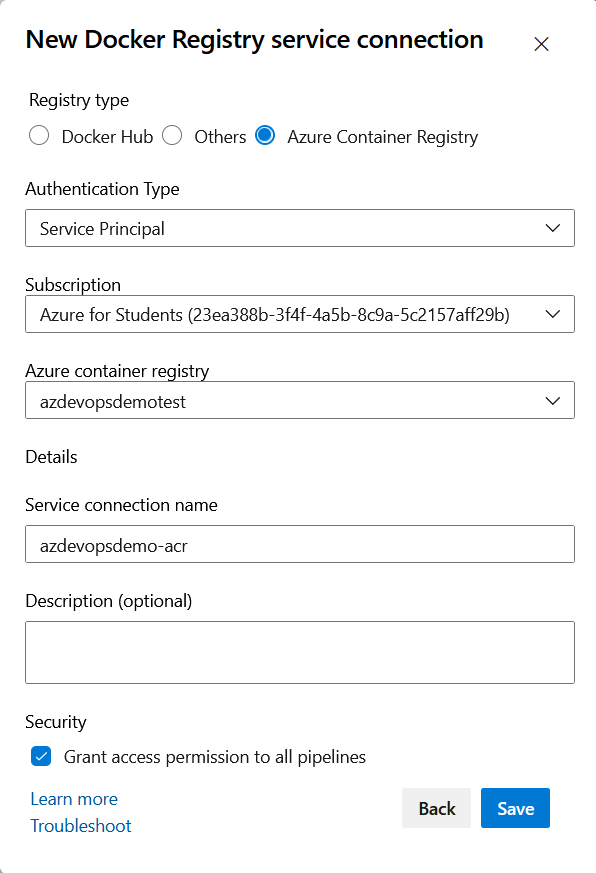 New Docker Registry service connection
Registry type
Docker Hub Others Azure Container Registry
Authentication Type
Service Principal
Subscription
Azure for Students (23ea388b-3f4f-4a5b-8c9a-5c2157aff29b)
Azure container registry
azdevopsdemotest
Details
Service connection name
azdevopsdemo-acr
Description (optional)
Security
Grant access permission to all pipelines
Learn more
Troubleshoot
Back Save